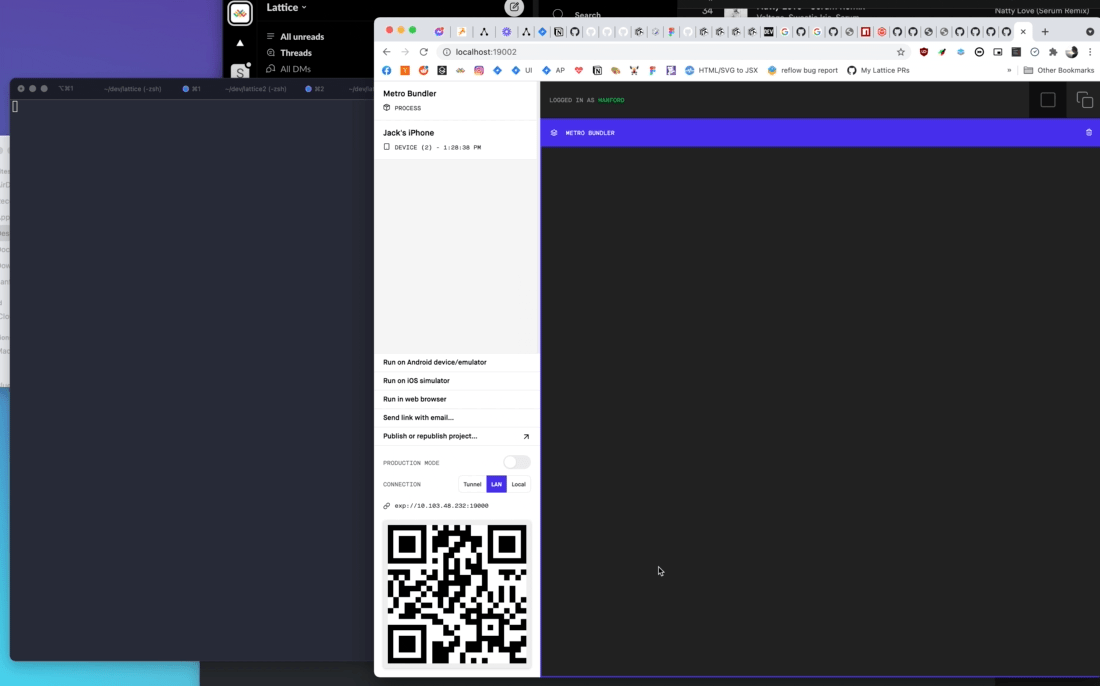 Lattice
All unreads
Threads
All DMs
Search
34
Natty Love (Serum Remix)
⌥⌘1
~/dev/lattice (-zsh)
⌘1
~/dev/lattice2 (-zsh)
⌘2
localhost:19002
UI
AP
HTML/SVG to JSX
reflow bug report
My Lattice PRs
»
Other Bookmarks
Metro Bundler
PROCESS
Jack's iPhone
DEVICE (2) - 1:28:38 PM
LOGGED IN AS WANFORD
METRO BUNDLER
Run on Android device/emulator
Run on iOS simulator
Run in web browser
Send link with email…
Publish or republish project…
PRODUCTION MODE
CONNECTION
Tunnel
LAN
Local
exp://10.103.48.232:19000